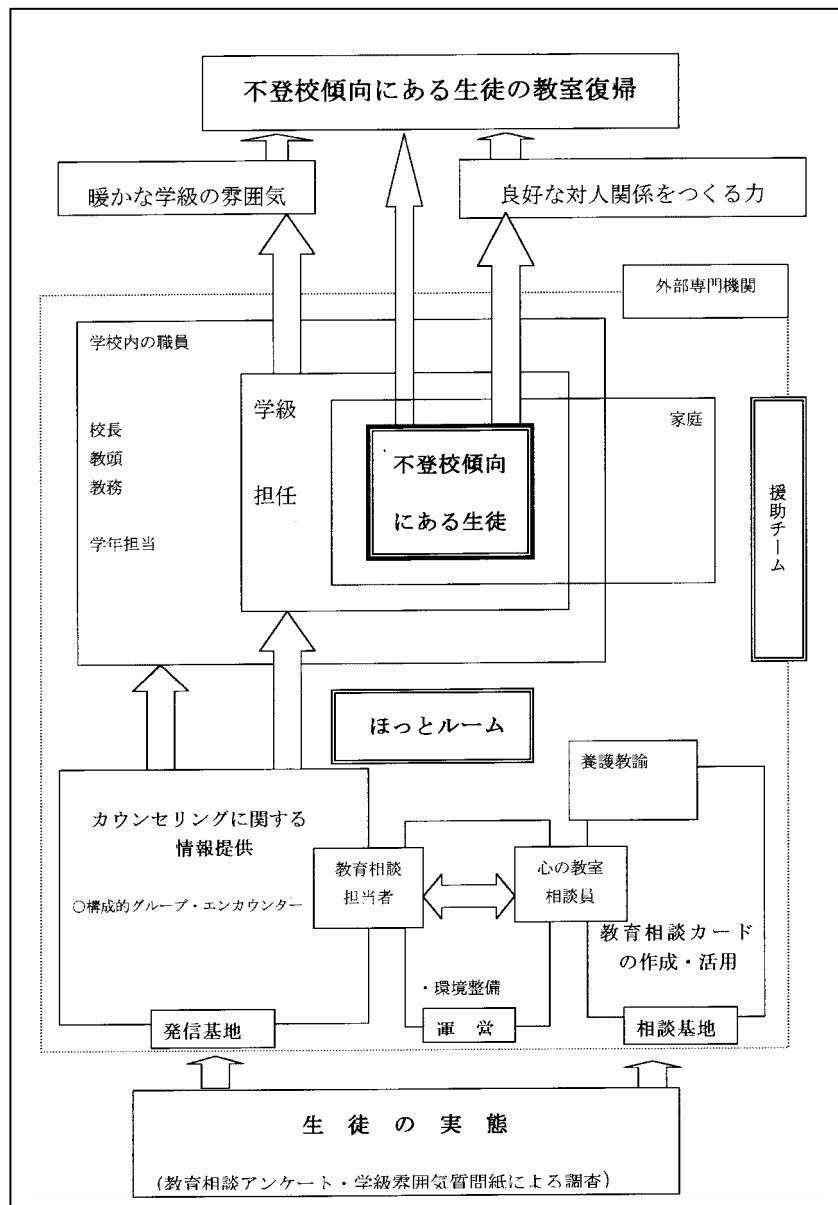 不登校傾向にある生徒の教室復帰
暖かな学級の雰囲気
良好な対人関係をつくる力
外部専門機関
学校内の職員
校長
教頭
教務
学年担当
学級
担任
家庭
不登校傾向
にある生徒
援助チーム
ほっとルーム
養護教諭
カウンセリングに関する
情報提供
○構成的グループ・エンカウンター
教育相談
担当者
心の教室
相談員
教育相談カード
の作成・活用
・環境整備
発信基地
運 営
相談基地
生 徒 の 実 態
(教育相談アンケート・学級雰囲気質問紙による調査)